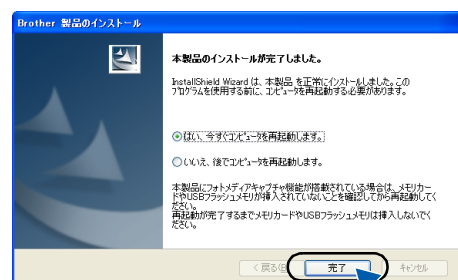 Brother 製品のインストール
本製品のインストールが完了しました。
InstallShield Wizard は、本製品 を正常にインストールしました。この
プログラムを使用する前に、コンピュータを再起動する必要があります。
はい、今すぐコンピュータを再起動します。
いいえ、後でコンピュータを再起動します。
本製品にフォトメディアキャプチャ機能が搭載されている場合は、メモリカー
ドやUSBフラッシュメモリが挿入されていないことを確認してから再起動してく
ださい。
再起動が完了するまでメモリカードやUSBフラッシュメモリは挿入しないでく
ださい。
< 戻る(B) 完了 キャンセル